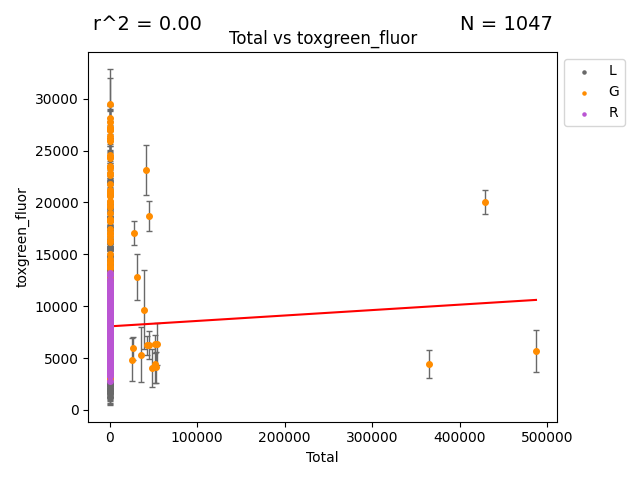 r^2 = 0.00
N = 1047
Total vs toxgreen_fluor
L
G
R
30000
25000
20000
15000
10000
5000
0
toxgreen_fluor
0
100000
200000
300000
400000
500000
Total